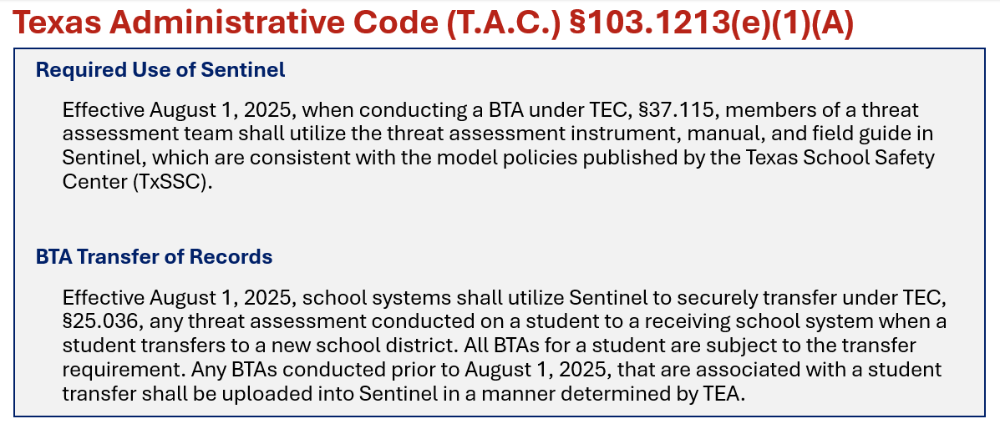 Texas Administrative Code (T.A.C.) §103.1213(e)(1)(A)
Required Use of Sentinel
Effective August 1, 2025, when conducting a BTA under TEC, §37.115, members of a threat
assessment team shall utilize the threat assessment instrument, manual, and field guide in
Sentinel, which are consistent with the model policies published by the Texas School Safety
Center (TxSSC).
BTA Transfer of Records
Effective August 1, 2025, school systems shall utilize Sentinel to securely transfer under TEC,
§25.036, any threat assessment conducted on a student to a receiving school system when a
student transfers to a new school district. All BTAs for a student are subject to the transfer
requirement. Any BTAs conducted prior to August 1, 2025, that are associated with a student
transfer shall be uploaded into Sentinel in a manner determined by TEA.